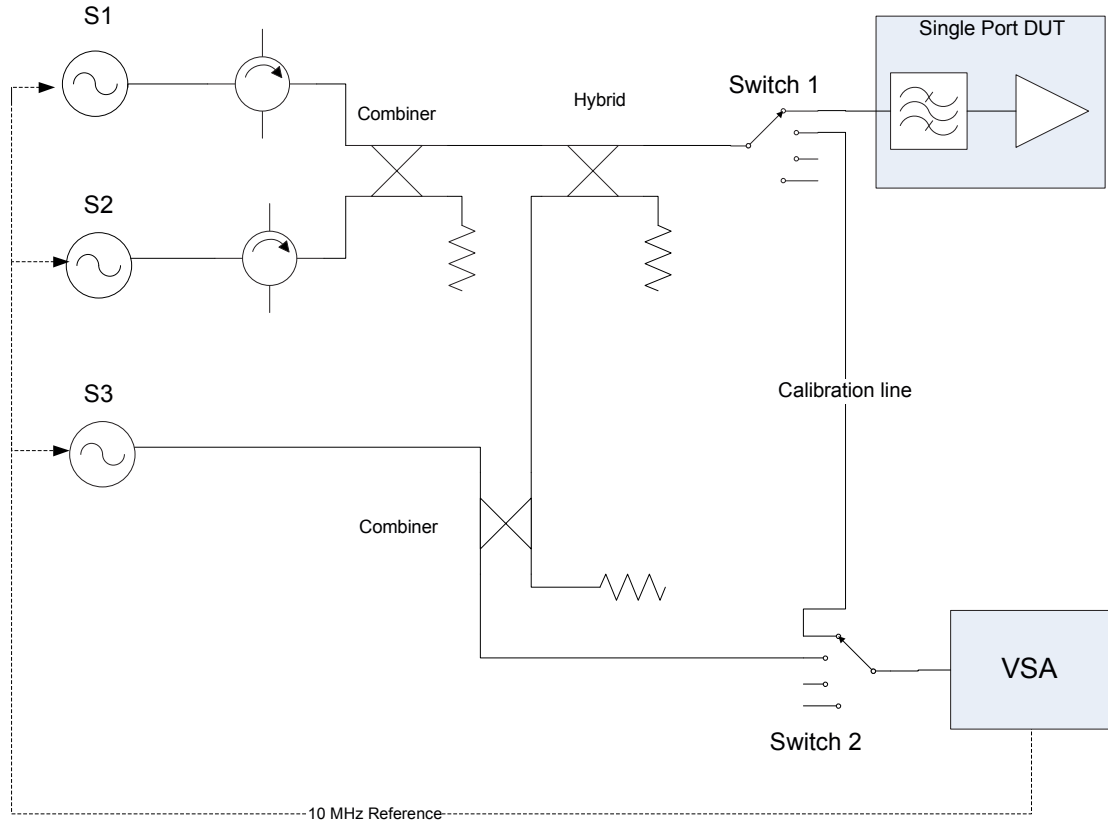 S1
Single Port DUT
Switch 1
Combiner
Hybrid
S2
S3
Calibration line
Combiner
VSA
Switch 2
10 MHz Reference